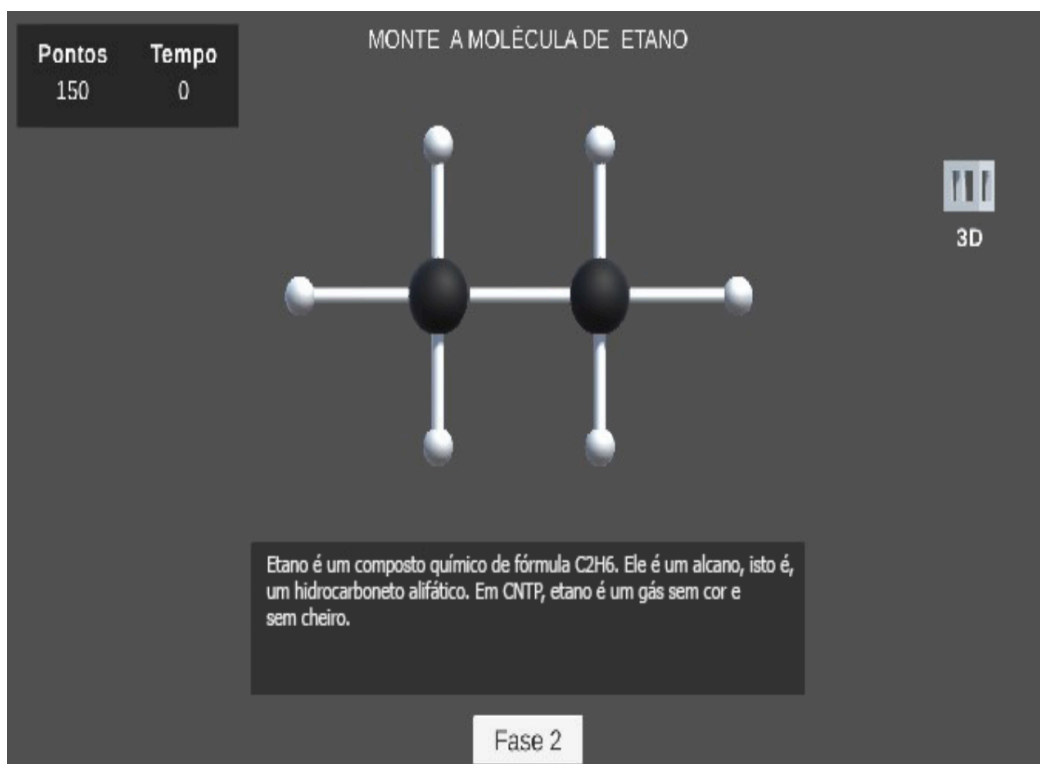 MONTE A MOLÉCULA DE ETANO
Pontos Tempo
150 0
3D
Etano é um composto químico de fórmula C2H6. Ele é um alcano, isto é,
um hidrocarboneto alifático. Em CNTP, etano é um gás sem cor e
sem cheiro.
Fase 2